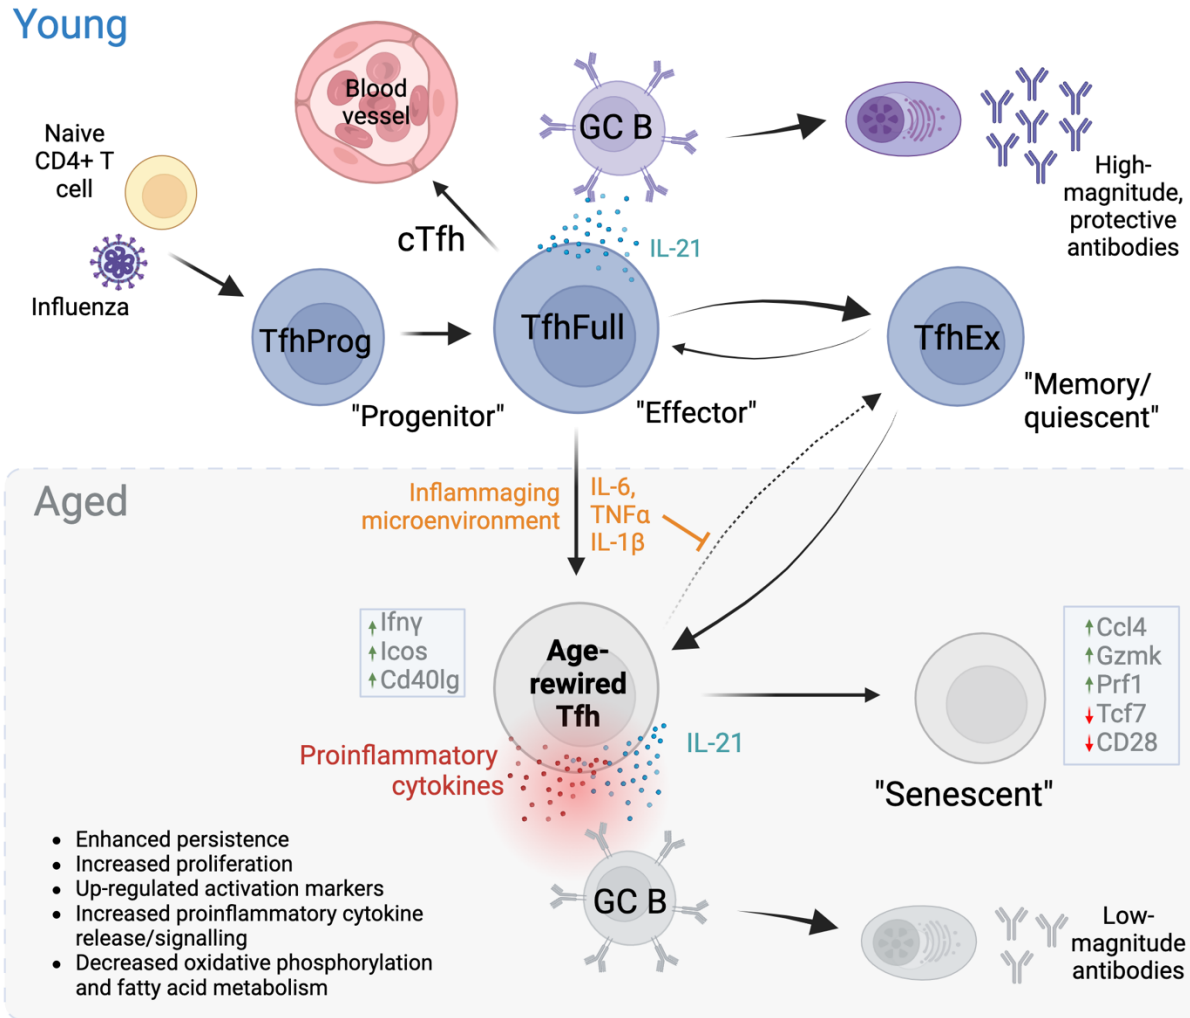 Young
Naive
CD4+ T
cell
Influenza
Blood
vessel
cTfh
GC B
IL-21
High-
magnitude,
protective
antibodies
TfhProg
"Progenitor"
TfhFull
"Effector"
TfhEx
"Memory/
quiescent"
Aged
Inflammaging
microenvironment
IL-6,
TNFα
IL-1β
Ifnγ
Icos
Cd40lg
Age-
rewired
Tfh
Proinflammatory
cytokines
IL-21
"Senescent"
Ccl4
Gzmk
Prf1
Tcf7
CD28
• Enhanced persistence
• Increased proliferation
• Up-regulated activation markers
• Increased proinflammatory cytokine
release/signalling
• Decreased oxidative phosphorylation
and fatty acid metabolism
GC B
Low-
magnitude
antibodies